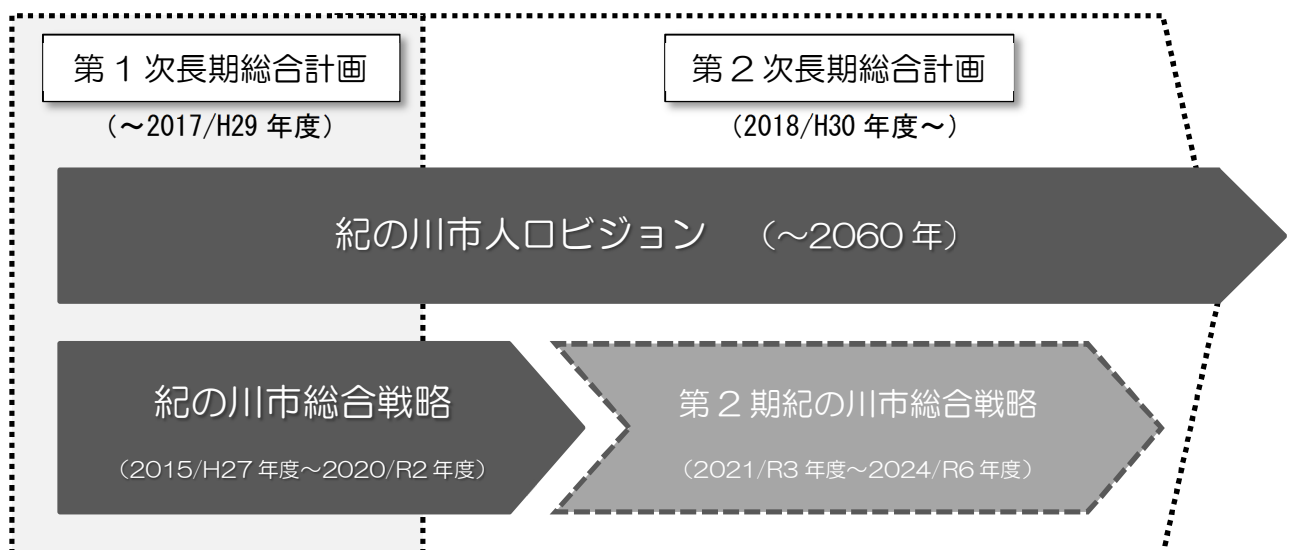 第1次長期総合計画
（～2017/H29 年度）
第2次長期総合計画
（2018/H30 年度～）
紀の川市人口ビジョン （～2060 年）
紀の川市総合戦略
（2015/H27 年度～2020/R2 年度）
第2期紀の川市総合戦略
（2021/R3 年度～2024/R6 年度）